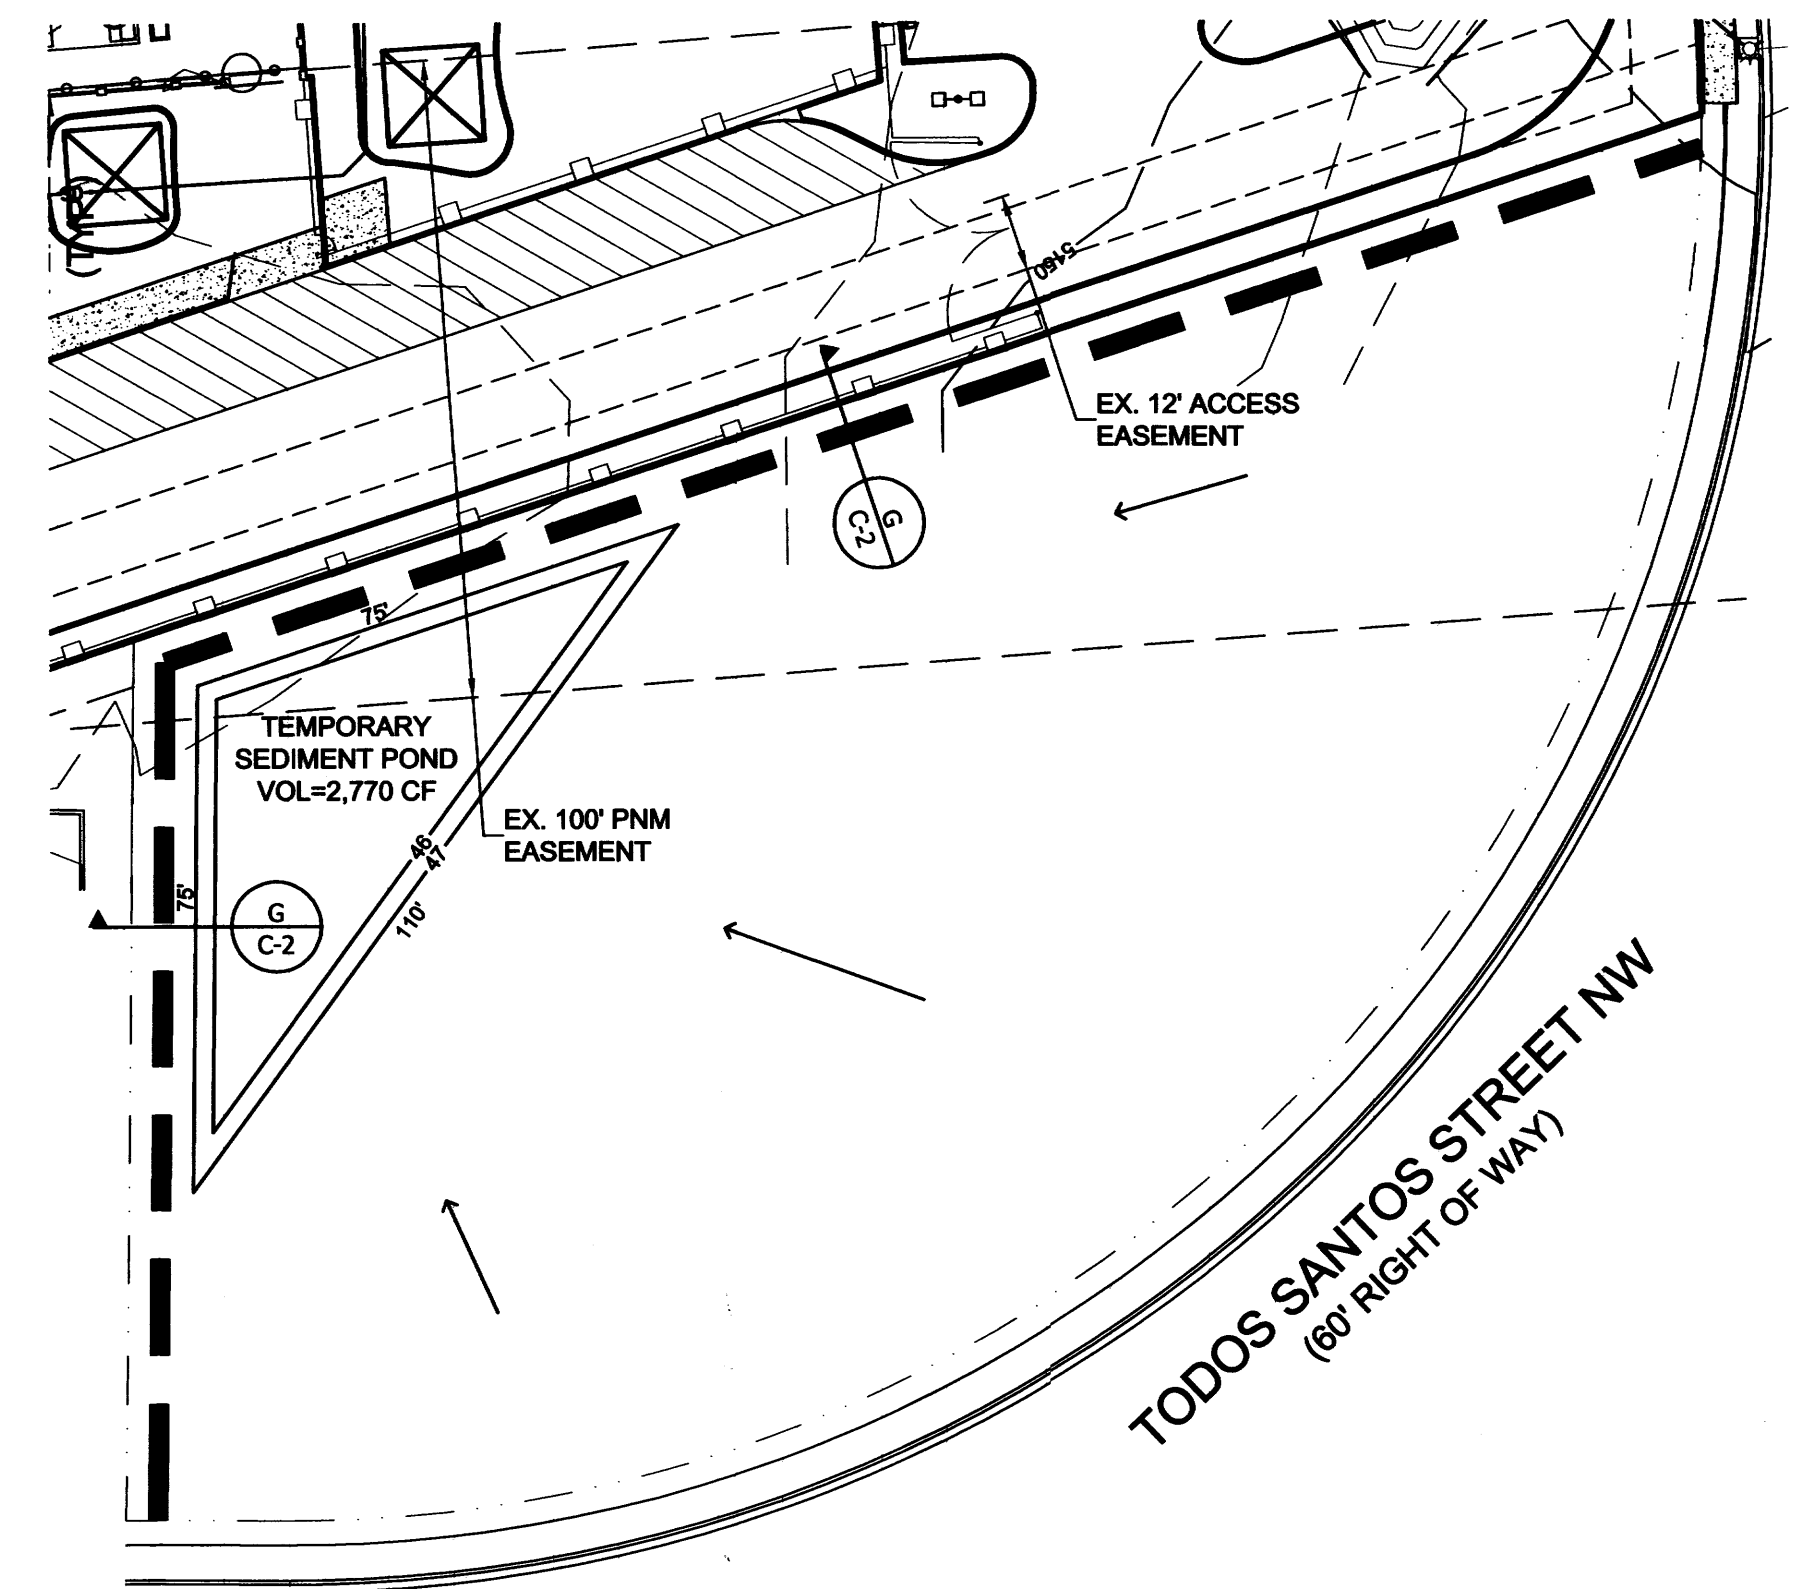 5160
EX. 12' ACCESS
EASEMENT
G
C-2
75'
TEMPORARY
SEDIMENT POND
VOL=2,770 CF
EX. 100' PNM
EASEMENT
46
47
75'
110'
G
C-2
TODOS SANTOS STREET NW
(60' RIGHT OF WAY)